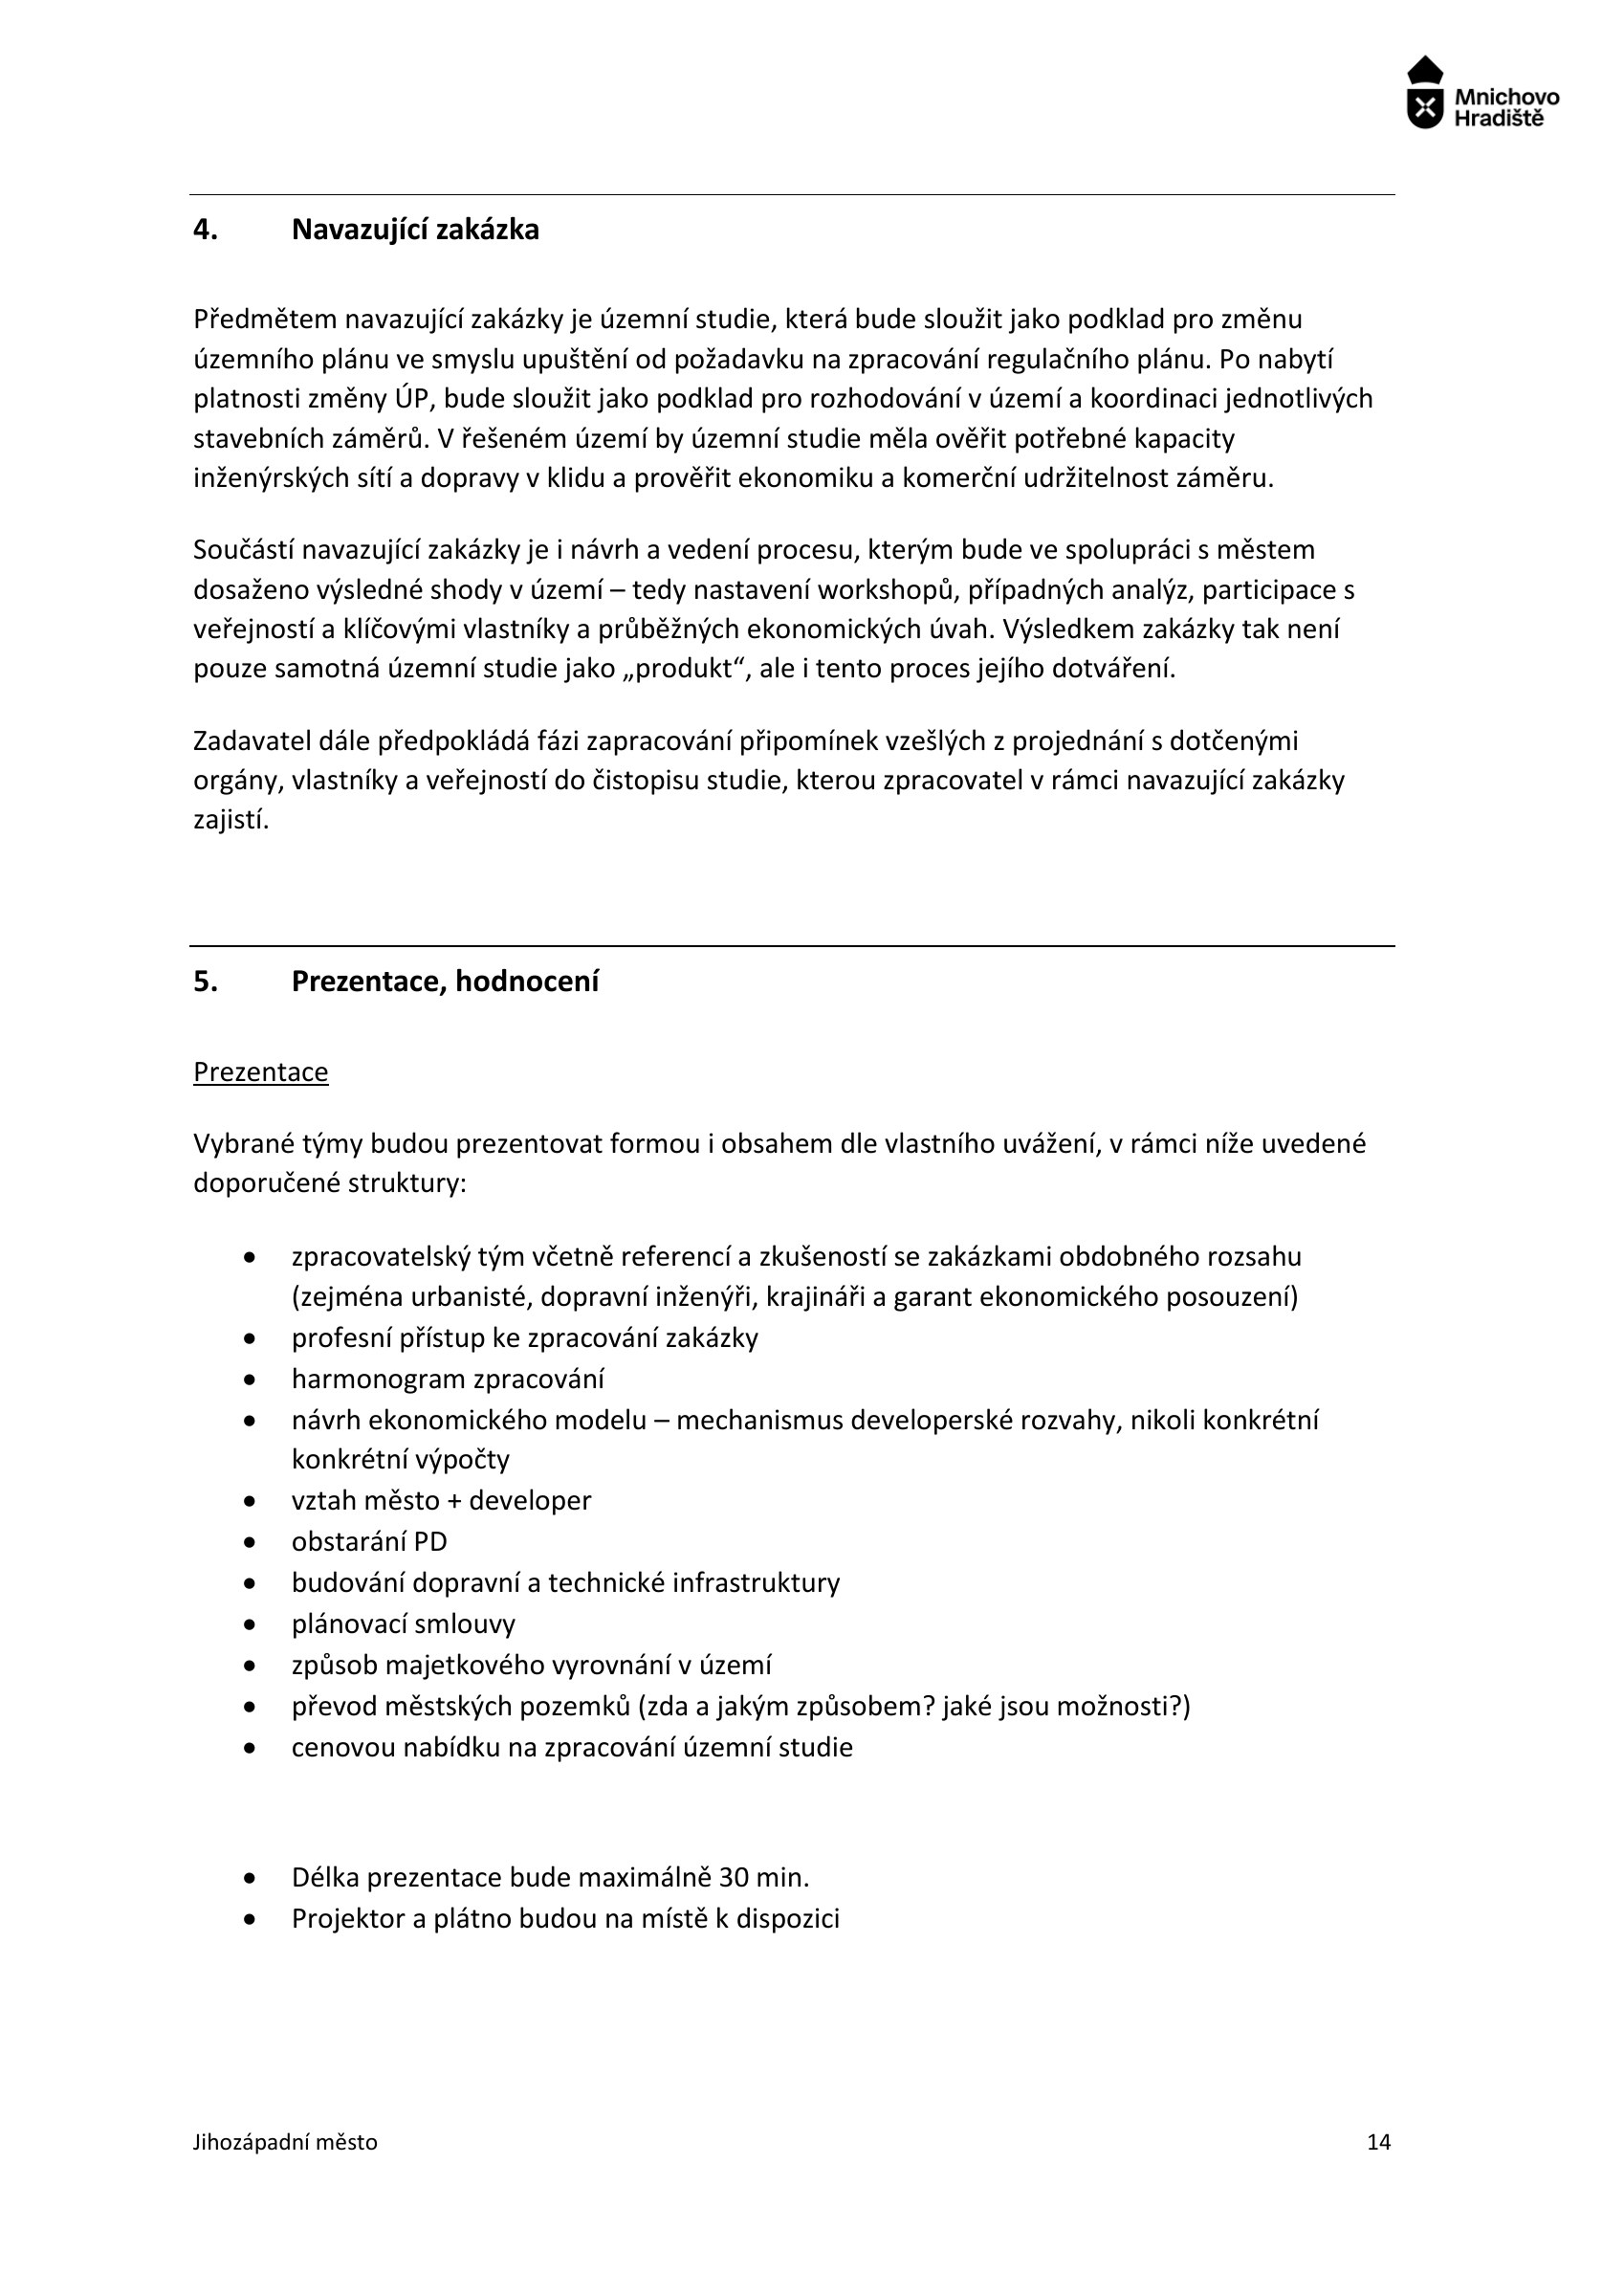 Mnichovo
Hradiště
4. Navazující zakázka
Předmětem navazující zakázky je územní studie, která bude sloužit jako podklad pro změnu
územního plánu ve smyslu upuštění od požadavku na zpracování regulačního plánu. Po nabytí
platnosti změny ÚP, bude sloužit jako podklad pro rozhodování v území a koordinaci jednotlivých
stavebních záměrů. V řešeném území by územní studie měla ověřit potřebné kapacity
inženýrských sítí a dopravy v klidu a prověřit ekonomiku a komerční udržitelnost záměru.
Součástí navazující zakázky je i návrh a vedení procesu, kterým bude ve spolupráci s městem
dosaženo výsledné shody v území – tedy nastavení workshopů, případných analýz, participace s
veřejností a klíčovými vlastníky a průběžných ekonomických úvah. Výsledkem zakázky tak není
pouze samotná územní studie jako „produkt“, ale i tento proces jejího dotváření.
Zadavatel dále předpokládá fázi zapracování připomínek vzešlých z projednání s dotčenými
orgány, vlastníky a veřejností do čistopisu studie, kterou zpracovatel v rámci navazující zakázky
zajistí.
5. Prezentace, hodnocení
Prezentace
Vybrané týmy budou prezentovat formou i obsahem dle vlastního uvážení, v rámci níže uvedené
doporučené struktury:
• zpracovatelský tým včetně referencí a zkušeností se zakázkami obdobného rozsahu
(zejména urbanisté, dopravní inženýři, krajináři a garant ekonomického posouzení)
• profesní přístup ke zpracování zakázky
• harmonogram zpracování
• návrh ekonomického modelu – mechanismus developerské rozvahy, nikoli konkrétní
konkrétní výpočty
• vztah město + developer
• obstarání PD
• budování dopravní a technické infrastruktury
• plánovací smlouvy
• způsob majetkového vyrovnání v území
• převod městských pozemků (zda a jakým způsobem? jaké jsou možnosti?)
• cenovou nabídku na zpracování územní studie
• Délka prezentace bude maximálně 30 min.
• Projektor a plátno budou na místě k dispozici
Jihozápadní město 14